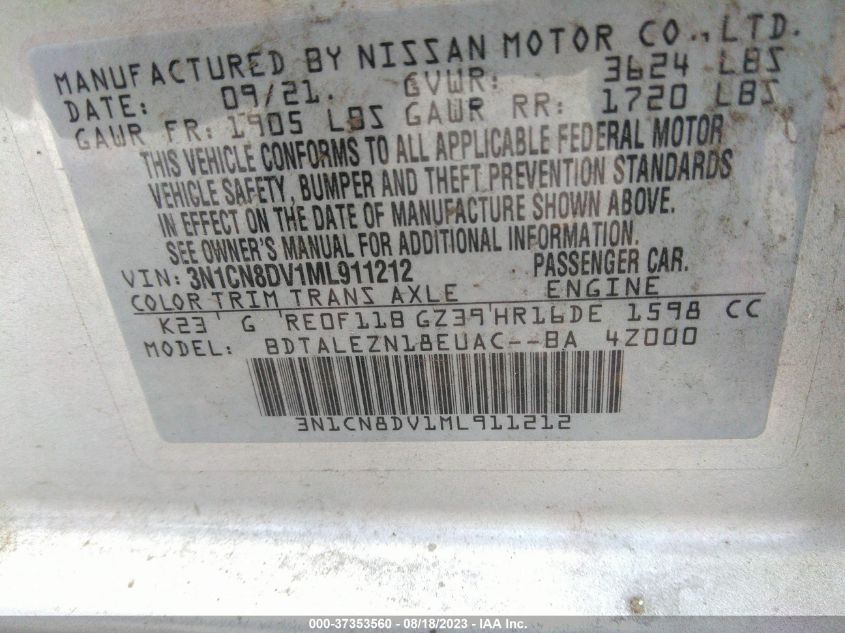 MANUFACTURED BY NISSAN MOTOR CO.,LTD.
DATE: 09/21. GVWR: 3624 LBS
GAWR FR: 1905 LBS GAWR RR: 1720 LBS
THIS VEHICLE CONFORMS TO ALL APPLICABLE FEDERAL MOTOR
VEHICLE SAFETY, BUMPER AND THEFT PREVENTION STANDARDS
IN EFFECT ON THE DATE OF MANUFACTURE SHOWN ABOVE.
SEE OWNER'S MANUAL FOR ADDITIONAL INFORMATION.
VIN: 3N1CN8DV1ML911212 PASSENGER CAR.
COLOR TRIM TRANS AXLE ENGINE
K23 G RE0F11B GZ39 HR16DE 1598 CC
MODEL: BDTALEZN18EUAC--BA 4Z000
3N1CN8DV1ML911212
000-37353560 - 08/18/2023 - IAA Inc.